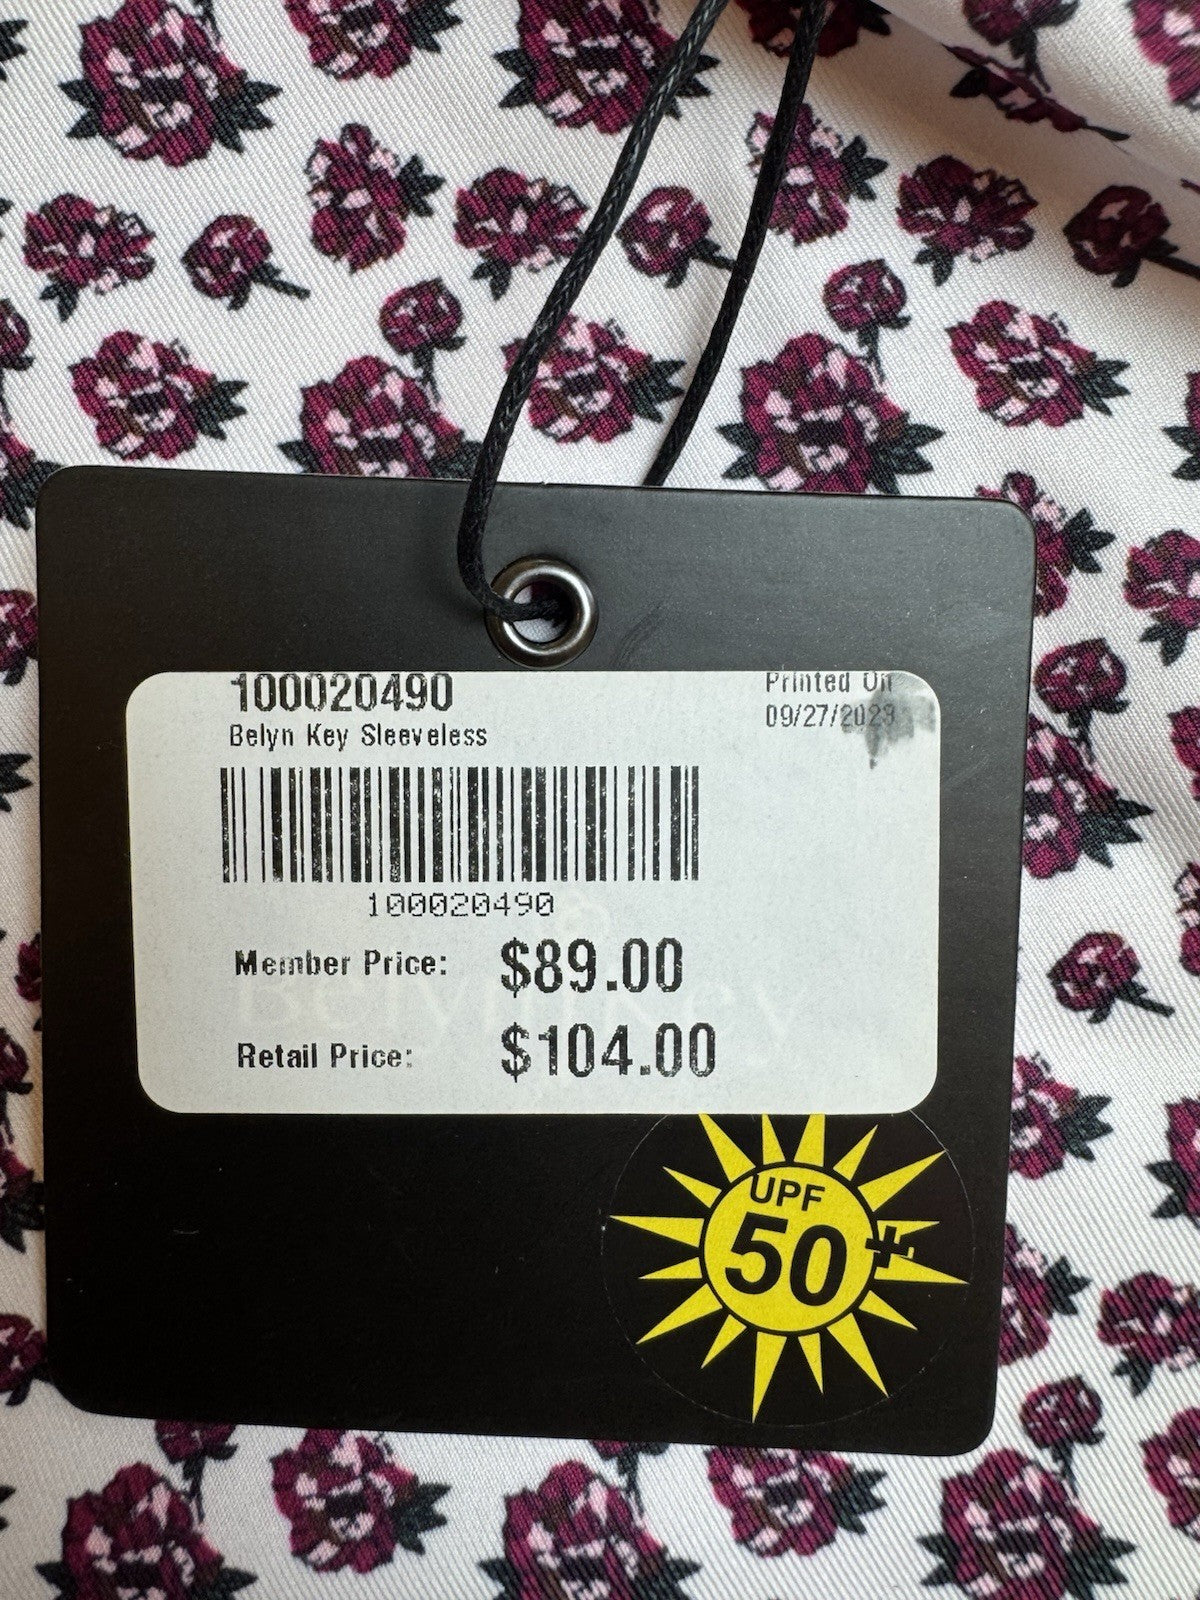 100020490
Belyn Key Sleeveless
Printed On
09/27/2023
100020490
Member Price: $89.00
Retail Price: $104.00
UPF
50+